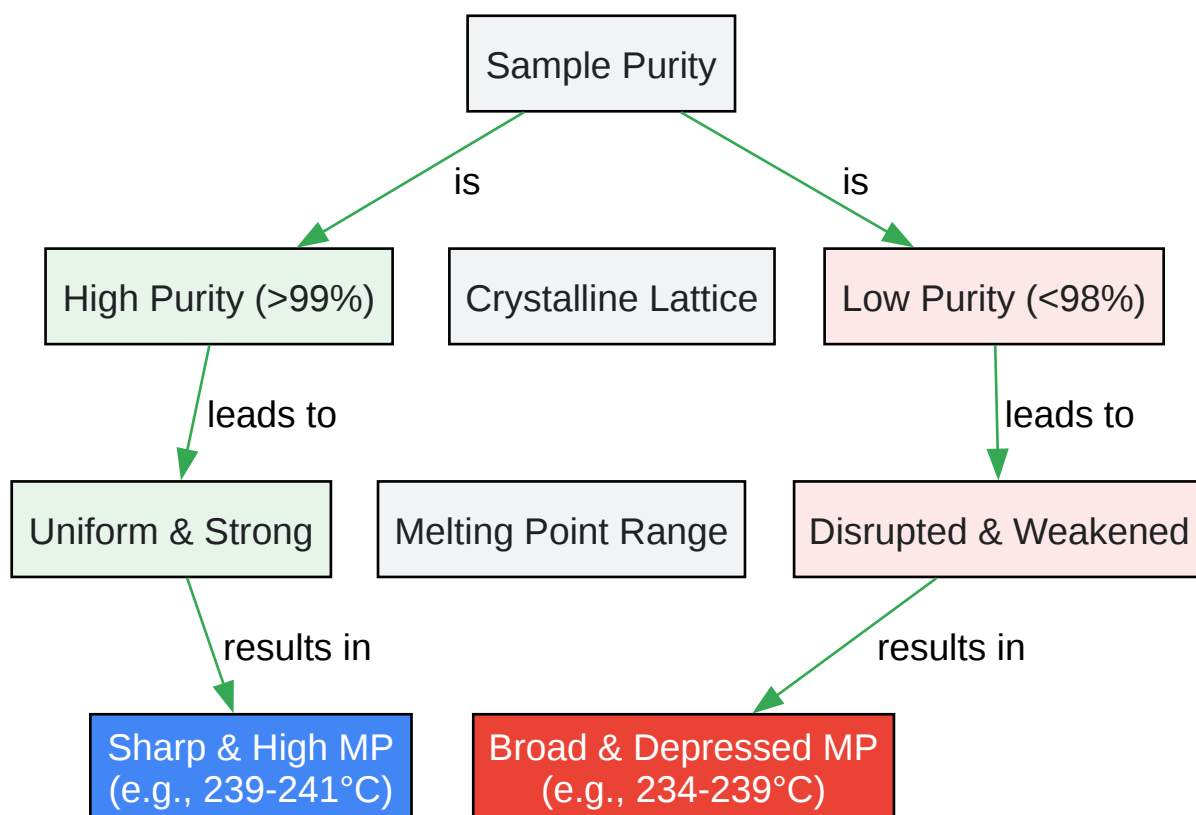 Sample Purity
is
is
High Purity (>99%)
Crystalline Lattice
Low Purity (<98%)
leads to
leads to
Uniform & Strong
Melting Point Range
Disrupted & Weakened
results in
results in
Sharp & High MP
(e.g., 239-241°C)
Broad & Depressed MP
(e.g., 234-239°C)